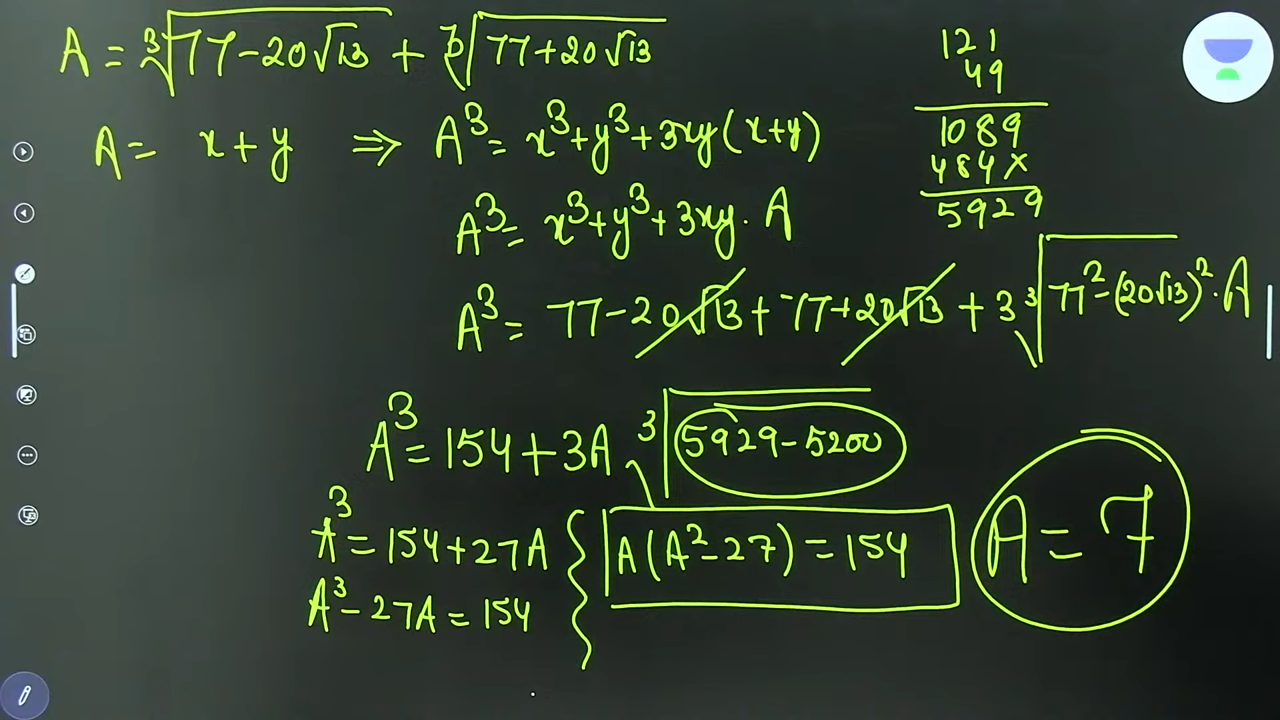 A = ∛(77-20√13) + ∛(77+20√13)
A = x+y ⇒ A³ = x³+y³+3xy(x+y)
A³ = x³+y³+3xy. A
A³ = 77-20√13 + 77+20√13 + 3 ∛(77²-(20√13)²) . A
A³ = 154+3A ∛(5929-5200)
A³ = 154+27A
A³ - 27A = 154
A(A²-27) = 154
A = 7
121
49
1089
484×
5929